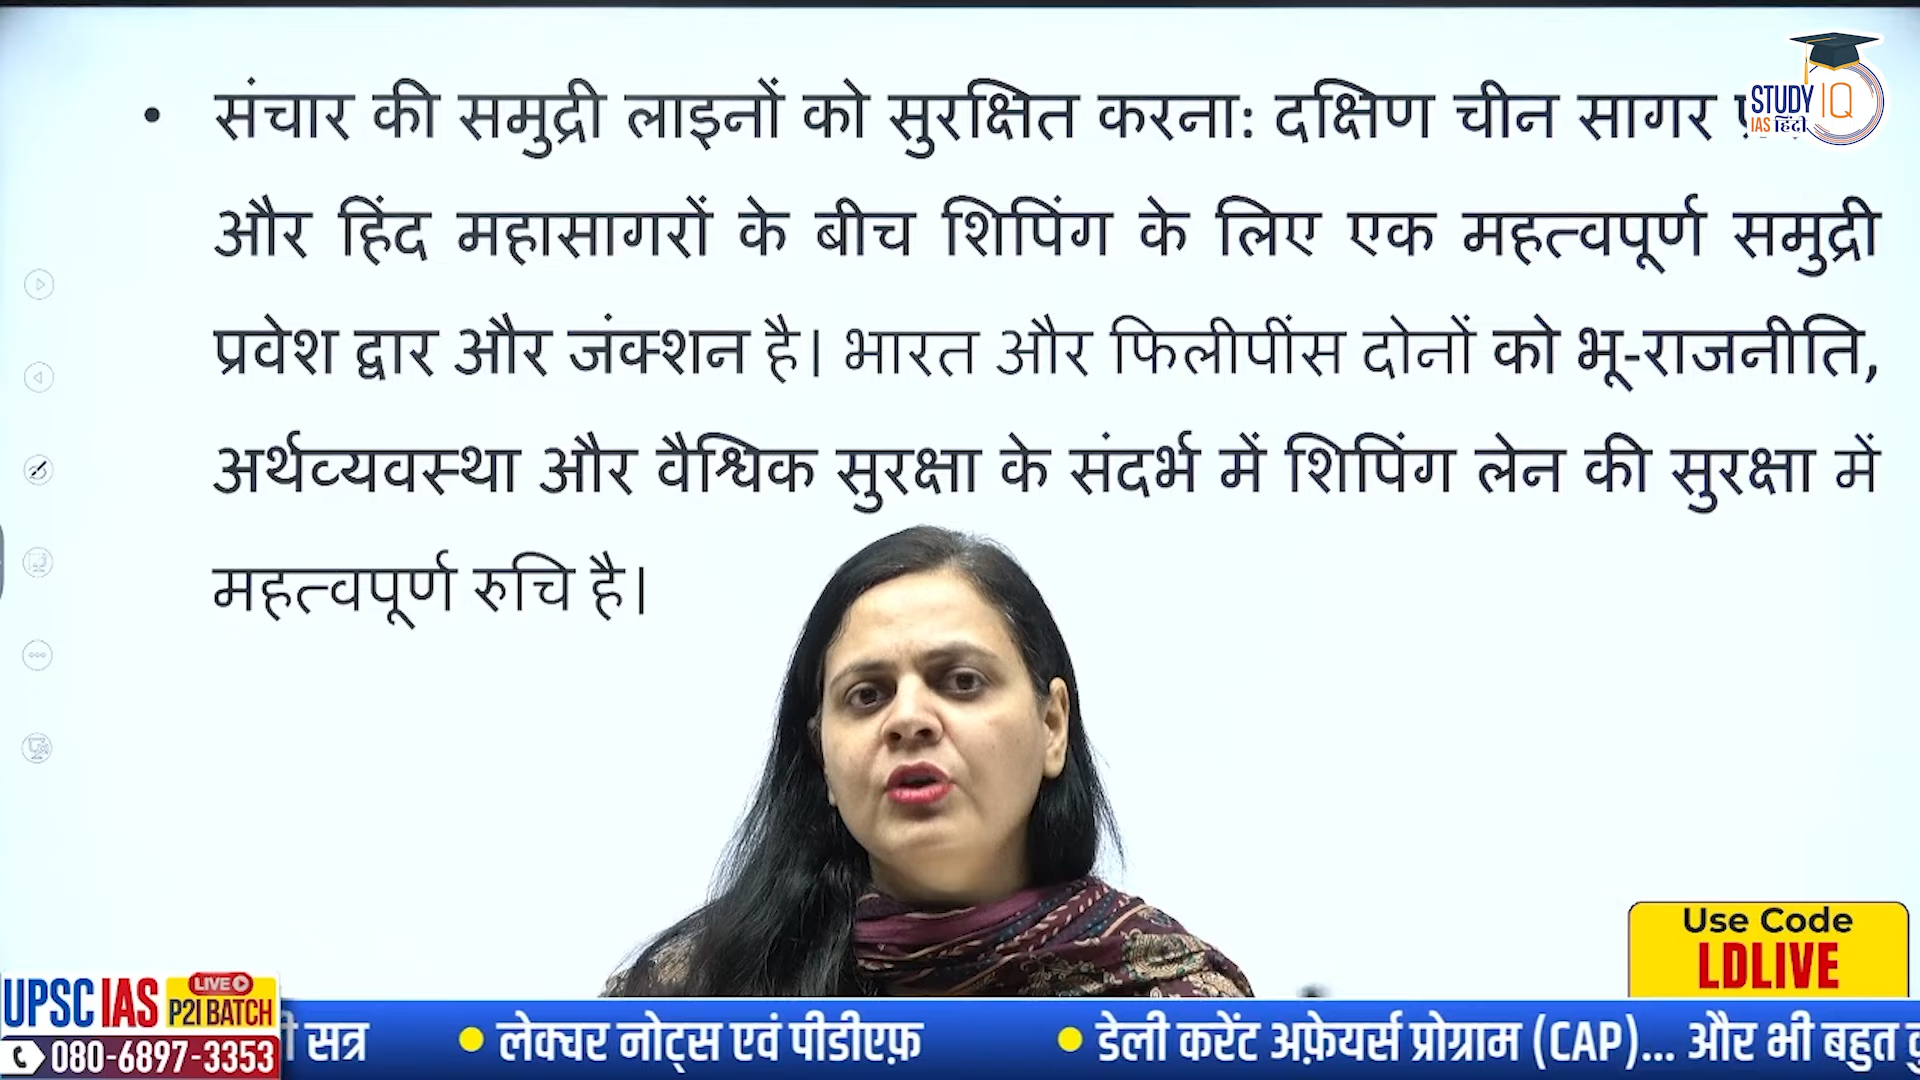 • संचार की समुद्री लाइनों को सुरक्षित करना: दक्षिण चीन सागर
और हिंद महासागरों के बीच शिपिंग के लिए एक महत्वपूर्ण समुद्री
प्रवेश द्वार और जंक्शन है। भारत और फिलीपींस दोनों को भू-राजनीति,
अर्थव्यवस्था और वैश्विक सुरक्षा के संदर्भ में शिपिंग लेन की सुरक्षा में
महत्वपूर्ण रुचि है।
STUDY IQ
IAS हिंदी
Use Code
LDLIVE
UPSC IAS
LIVE
P2I BATCH
080-6897-3353
सत्र • लेक्चर नोट्स एवं पीडीएफ़ • डेली करेंट अफ़ेयर्स प्रोग्राम (CAP)... और भी बहुत